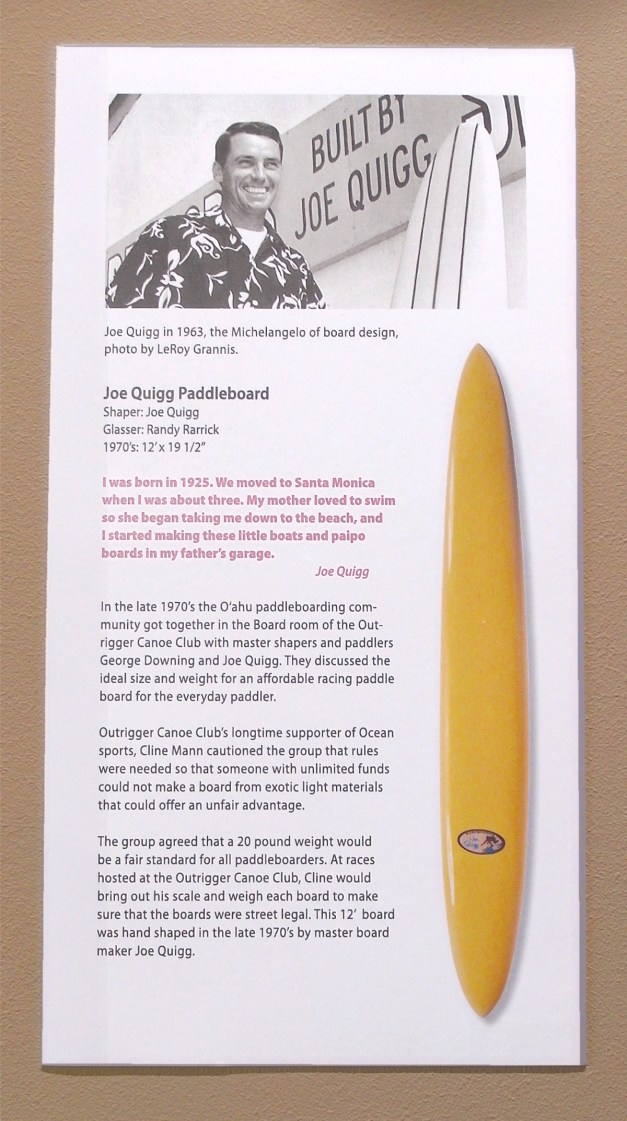 BUILT BY
JOE QUIGG
Joe Quigg in 1963, the Michelangelo of board design,
photo by LeRoy Grannis.
Joe Quigg Paddleboard
Shaper: Joe Quigg
Glasser: Randy Rarrick
1970's: 12' x 19 1/2"
I was born in 1925. We moved to Santa Monica
when I was about three. My mother loved to swim
so she began taking me down to the beach, and
I started making these little boats and paipo
boards in my father's garage.
Joe Quigg
In the late 1970's the O'ahu paddleboarding com-
munity got together in the Board room of the Out-
rigger Canoe Club with master shapers and paddlers
George Downing and Joe Quigg. They discussed the
ideal size and weight for an affordable racing paddle
board for the everyday paddler.
Outrigger Canoe Club's longtime supporter of Ocean
sports, Cline Mann cautioned the group that rules
were needed so that someone with unlimited funds
could not make a board from exotic light materials
that could offer an unfair advantage.
The group agreed that a 20 pound weight would
be a fair standard for all paddleboarders. At races
hosted at the Outrigger Canoe Club, Cline would
bring out his scale and weigh each board to make
sure that the boards were street legal. This 12' board
was hand shaped in the late 1970's by master board
maker Joe Quigg.